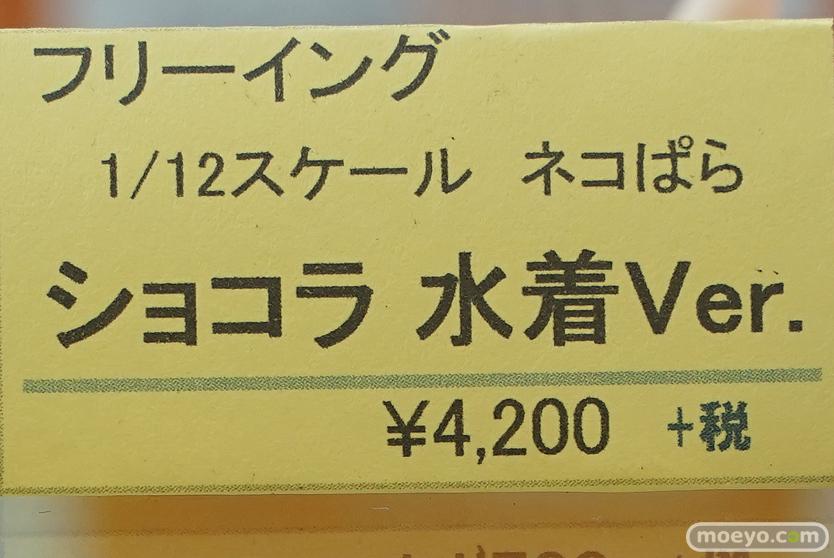 フリーイング
1/12スケール ネコぱら
ショコラ 水着Ver.
¥4,200 +税
moeyo.com